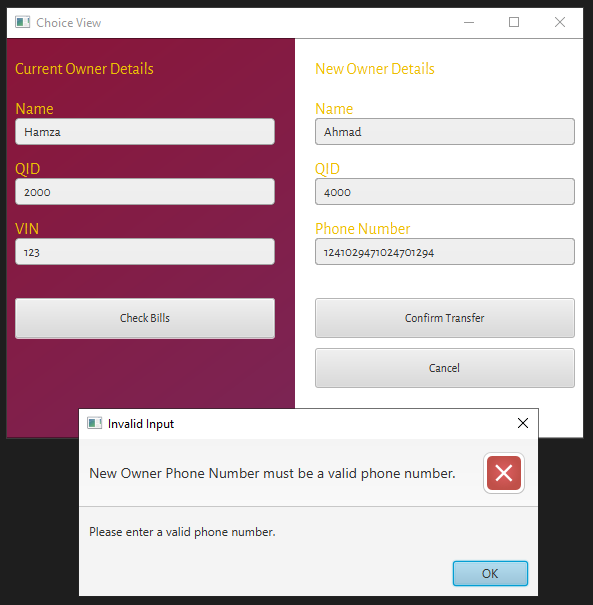 Choice View
Current Owner Details
Name
Hamza
QID
2000
VIN
123
Check Bills
New Owner Details
Name
Ahmad
QID
4000
Phone Number
1241029471024701294
Confirm Transfer
Cancel
Invalid Input
New Owner Phone Number must be a valid phone number.
Please enter a valid phone number.
OK